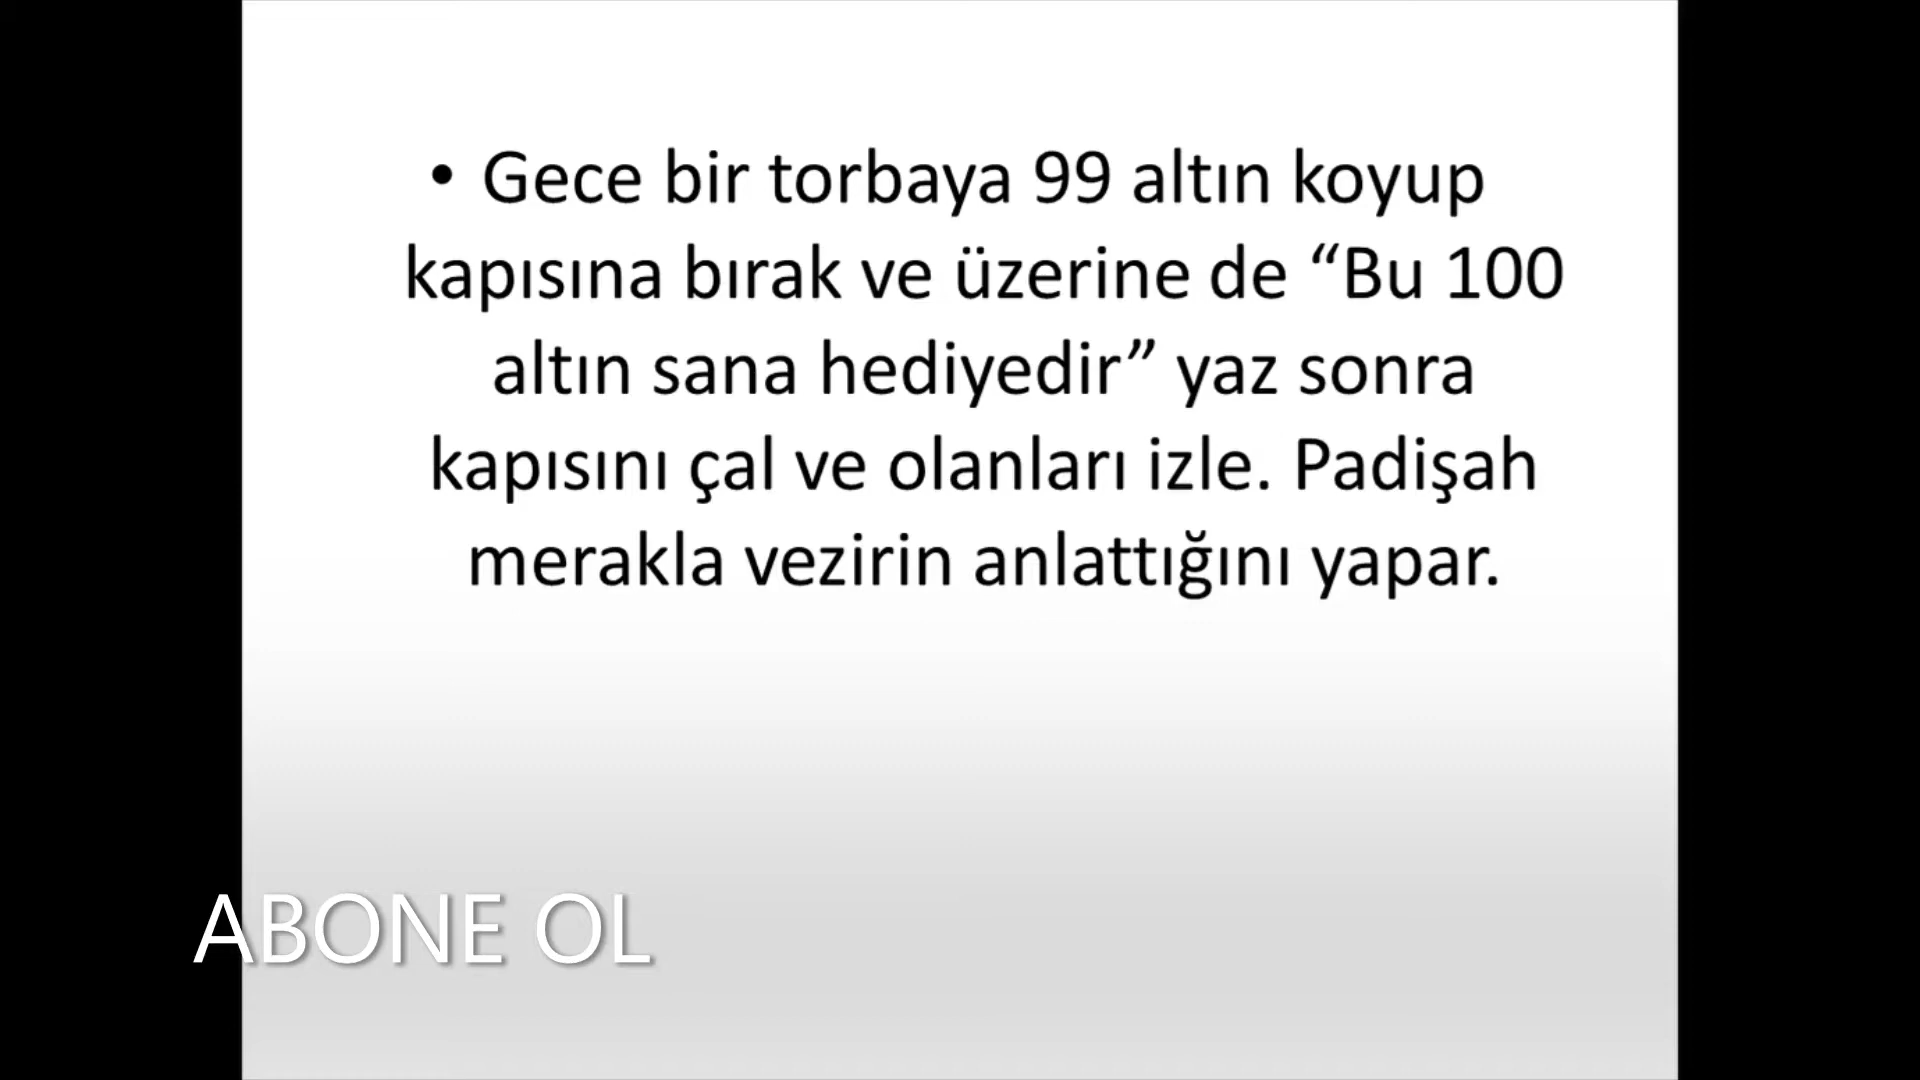 • Gece bir torbaya 99 altın koyup
kapısına bırak ve üzerine de “Bu 100
altın sana hediyedir” yaz sonra
kapısını çal ve olanları izle. Padişah
merakla vezirin anlattığını yapar.
ABONE OL